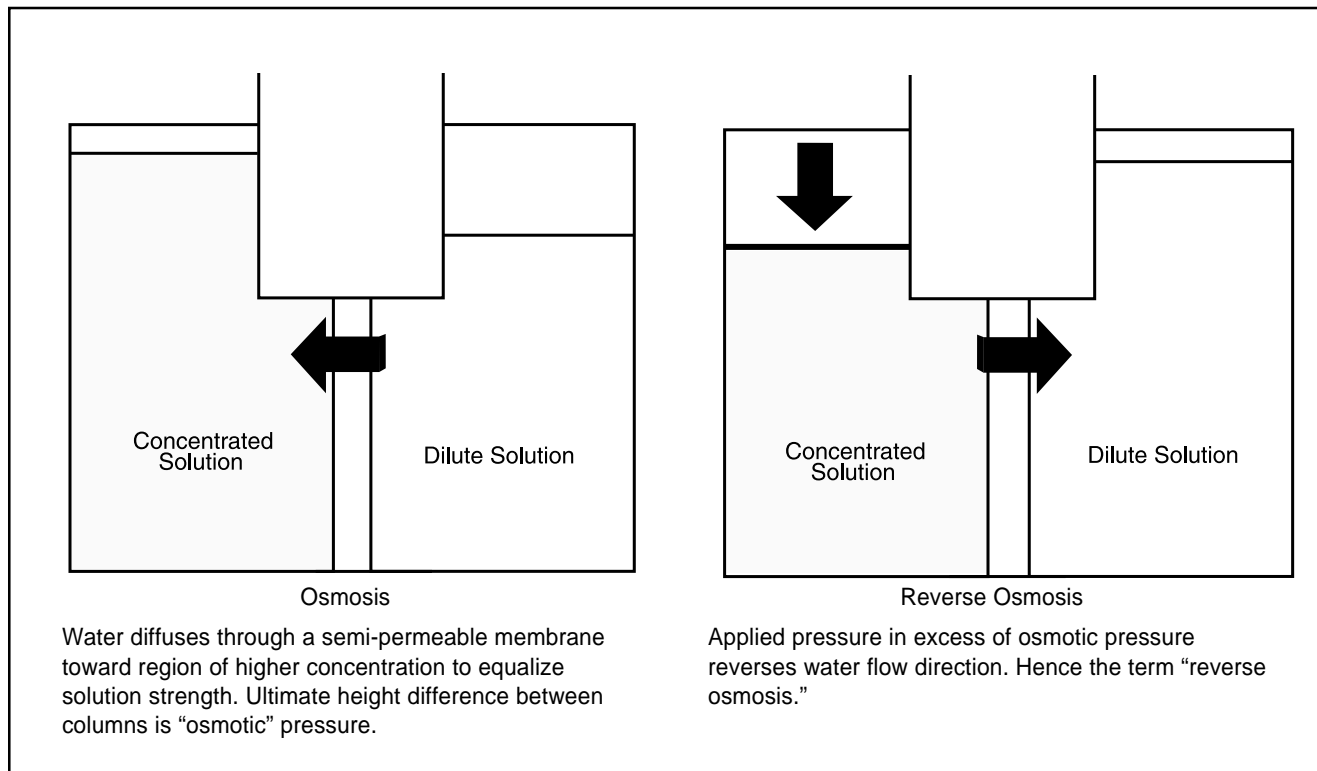 Concentrated
Solution
Dilute Solution
Osmosis
Water diffuses through a semi-permeable membrane
toward region of higher concentration to equalize
solution strength. Ultimate height difference between
columns is “osmotic” pressure.
Concentrated
Solution
Dilute Solution
Reverse Osmosis
Applied pressure in excess of osmotic pressure
reverses water flow direction. Hence the term “reverse
osmosis.”